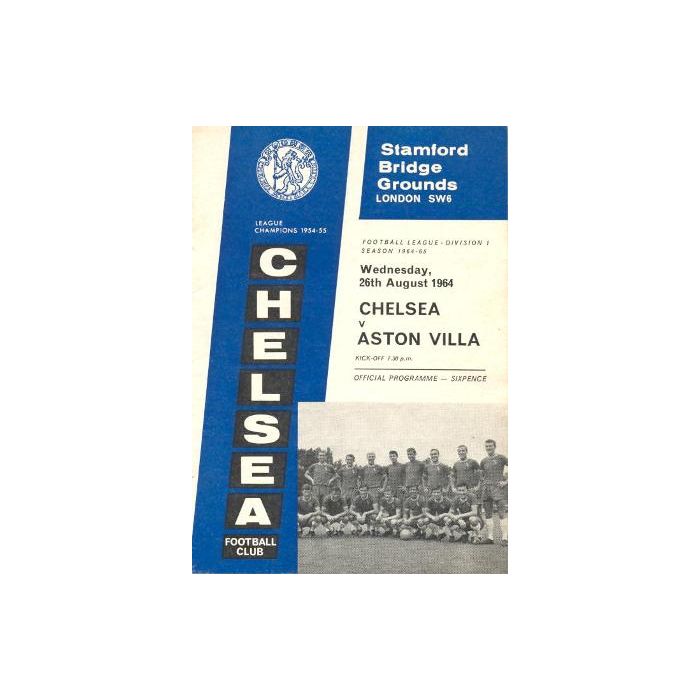 LEAGUE
CHAMPIONS 1954-55
CHELSEA
FOOTBALL
CLUB
Stamford
Bridge
Grounds
LONDON SW6
FOOTBALL LEAGUE - DIVISION 1
SEASON 1964-65
Wednesday,
26th August 1964
CHELSEA
v
ASTON VILLA
KICK-OFF 7.30 p.m.
OFFICIAL PROGRAMME — SIXPENCE